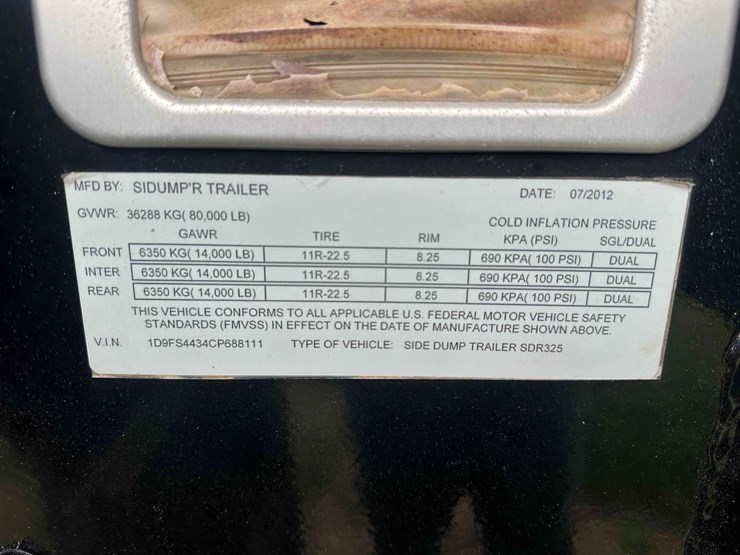 MFD BY: SIDUMP'R TRAILER DATE: 07/2012
GVWR: 36288 KG( 80,000 LB) COLD INFLATION PRESSURE
GAWR TIRE RIM KPA (PSI) SGL/DUAL
FRONT 6350 KG( 14,000 LB) 11R-22.5 8.25 690 KPA( 100 PSI) DUAL
INTER 6350 KG( 14,000 LB) 11R-22.5 8.25 690 KPA( 100 PSI) DUAL
REAR 6350 KG( 14,000 LB) 11R-22.5 8.25 690 KPA( 100 PSI) DUAL
THIS VEHICLE CONFORMS TO ALL APPLICABLE U.S. FEDERAL MOTOR VEHICLE SAFETY
STANDARDS (FMVSS) IN EFFECT ON THE DATE OF MANUFACTURE SHOWN ABOVE.
V.I.N. 1D9FS4434CP688111 TYPE OF VEHICLE: SIDE DUMP TRAILER SDR325